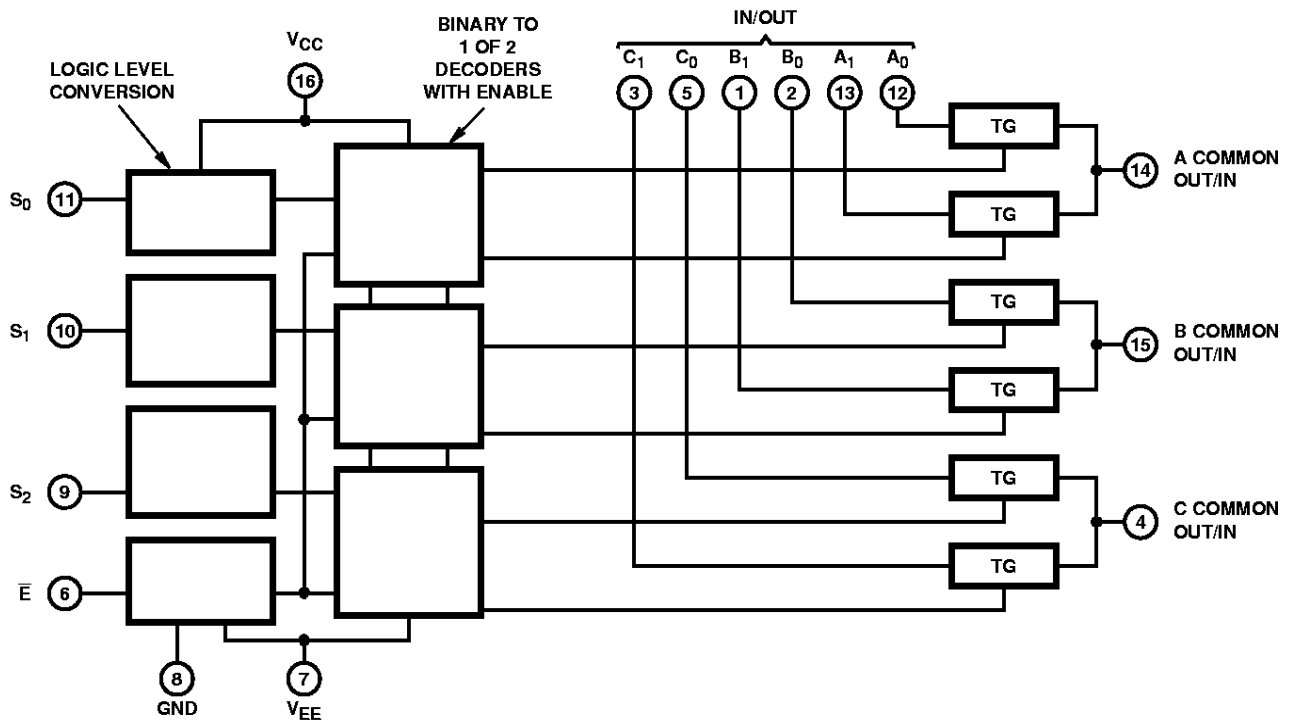 IN/OUT
BINARY TO
1 OF 2
DECODERS
WITH ENABLE
VCC
LOGIC LEVEL
CONVERSION
C1 C0 B1 B0 A1 A0
16
3 5 1 2 13 12
TG
A COMMON
OUT/IN
14
S0 11
TG
TG
B COMMON
OUT/IN
15
S1 10
TG
TG
S2 9
C COMMON
OUT/IN
4
TG
E̅ 6
8
7
GND
VEE